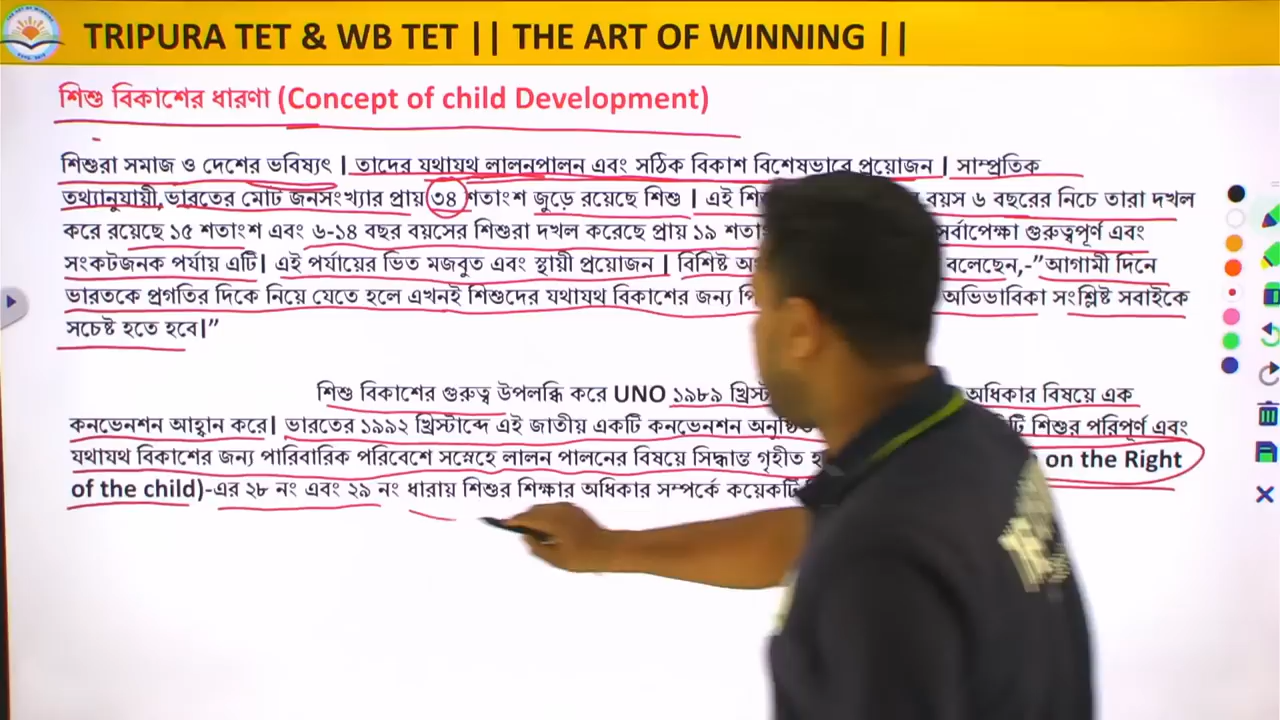 TRIPURA TET & WB TET || THE ART OF WINNING ||
শিশু বিকাশের ধারণা (Concept of child Development)
শিশুরা সমাজ ও দেশের ভবিষ্যৎ। তাদের যথাযথ লালনপালন এবং সঠিক বিকাশ বিশেষভাবে প্রয়োজন। সাম্প্রতিক
তথ্যানুযায়ী,ভারতের মোট জনসংখ্যার প্রায় ৩৪ শতাংশ জুড়ে রয়েছে শিশু। এই বয়স ৬ বছরের নিচে তারা দখল
করে রয়েছে ১৫ শতাংশ এবং ৬-১৪ বছর বয়সের শিশুরা দখল করেছে প্রায় ১৯ সর্বাপেক্ষা গুরুত্বপূর্ণ এবং
সংকটজনক পর্যায় এটি। এই পর্যায়ের ভিত মজবুত এবং স্থায়ী প্রয়োজন। বিশিষ্ট বলেছেন,-”আগামী দিনে
ভারতকে প্রগতির দিকে নিয়ে যেতে হলে এখনই শিশুদের যথাযথ বিকাশের জন্য অভিভাবিকা সংশ্লিষ্ট সবাইকে
সচেষ্ট হতে হবে।”
শিশু বিকাশের গুরুত্ব উপলব্ধি করে UNO ১৯৮৯ অধিকার বিষয়ে এক
কনভেনশন আহ্বান করে। ভারতের ১৯৯২ খ্রিস্টাব্দে এই জাতীয় একটি কনভেনশন শিশুর পরিপূর্ণ এবং
যথাযথ বিকাশের জন্য পারিবারিক পরিবেশে সস্নেহে লালন পালনের বিষয়ে সিদ্ধান্ত গৃহীত on the Right
of the child)-এর ২৮ নং এবং ২৯ নং ধারায় শিশুর শিক্ষার অধিকার সম্পর্কে কয়েকটি